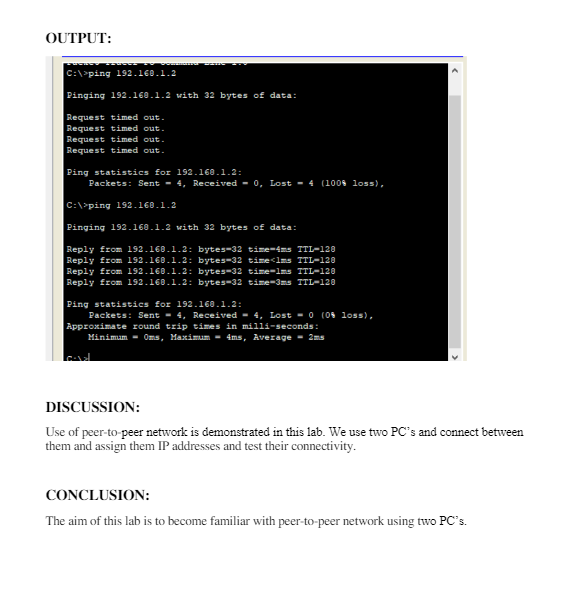 OUTPUT:
C:\>ping 192.168.1.2
Pinging 192.168.1.2 with 32 bytes of data:
Request timed out.
Request timed out.
Request timed out.
Request timed out.
Ping statistics for 192.168.1.2:
Packets: Sent = 4, Received = 0, Lost = 4 (100% loss),
C:\>ping 192.168.1.2
Pinging 192.168.1.2 with 32 bytes of data:
Reply from 192.168.1.2: bytes=32 time=4ms TTL=128
Reply from 192.168.1.2: bytes=32 time<1ms TTL=128
Reply from 192.168.1.2: bytes=32 time=1ms TTL=128
Reply from 192.168.1.2: bytes=32 time=3ms TTL=128
Ping statistics for 192.168.1.2:
Packets: Sent = 4, Received = 4, Lost = 0 (0% loss),
Approximate round trip times in milli-seconds:
Minimum = 0ms, Maximum = 4ms, Average = 2ms
C:\>
DISCUSSION:
Use of peer-to-peer network is demonstrated in this lab. We use two PC's and connect between
them and assign them IP addresses and test their connectivity.
CONCLUSION:
The aim of this lab is to become familiar with peer-to-peer network using two PC's.